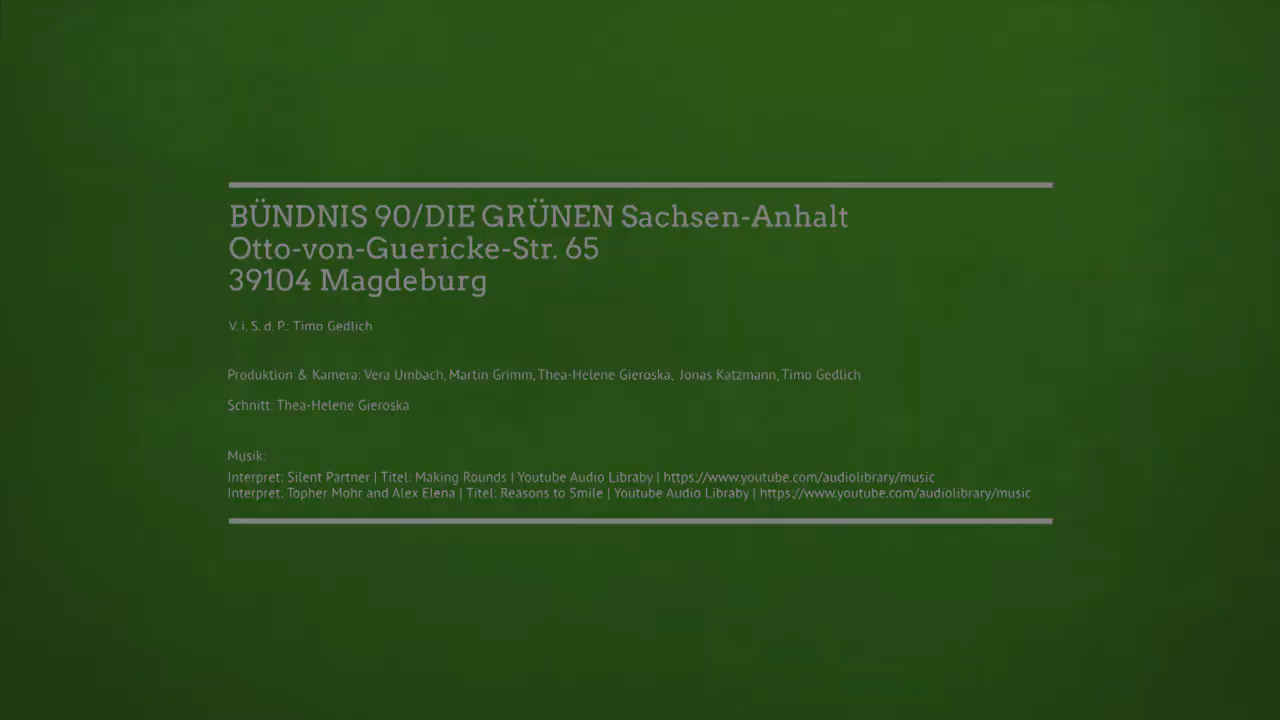 BÜNDNIS 90/DIE GRÜNEN Sachsen-Anhalt
Otto-von-Guericke-Str. 65
39104 Magdeburg
V. i. S. d. P.: Timo Gedlich
Produktion & Kamera: Vera Umbach, Martin Grimm, Thea-Helene Gieroska, Jonas Katzmann, Timo Gedlich
Schnitt: Thea-Helene Gieroska
Musik:
Interpret: Silent Partner | Titel: Making Rounds | Youtube Audio Libraby | https://www.youtube.com/audiolibrary/music
Interpret: Topher Mohr and Alex Elena | Titel: Reasons to Smile | Youtube Audio Libraby | https://www.youtube.com/audiolibrary/music